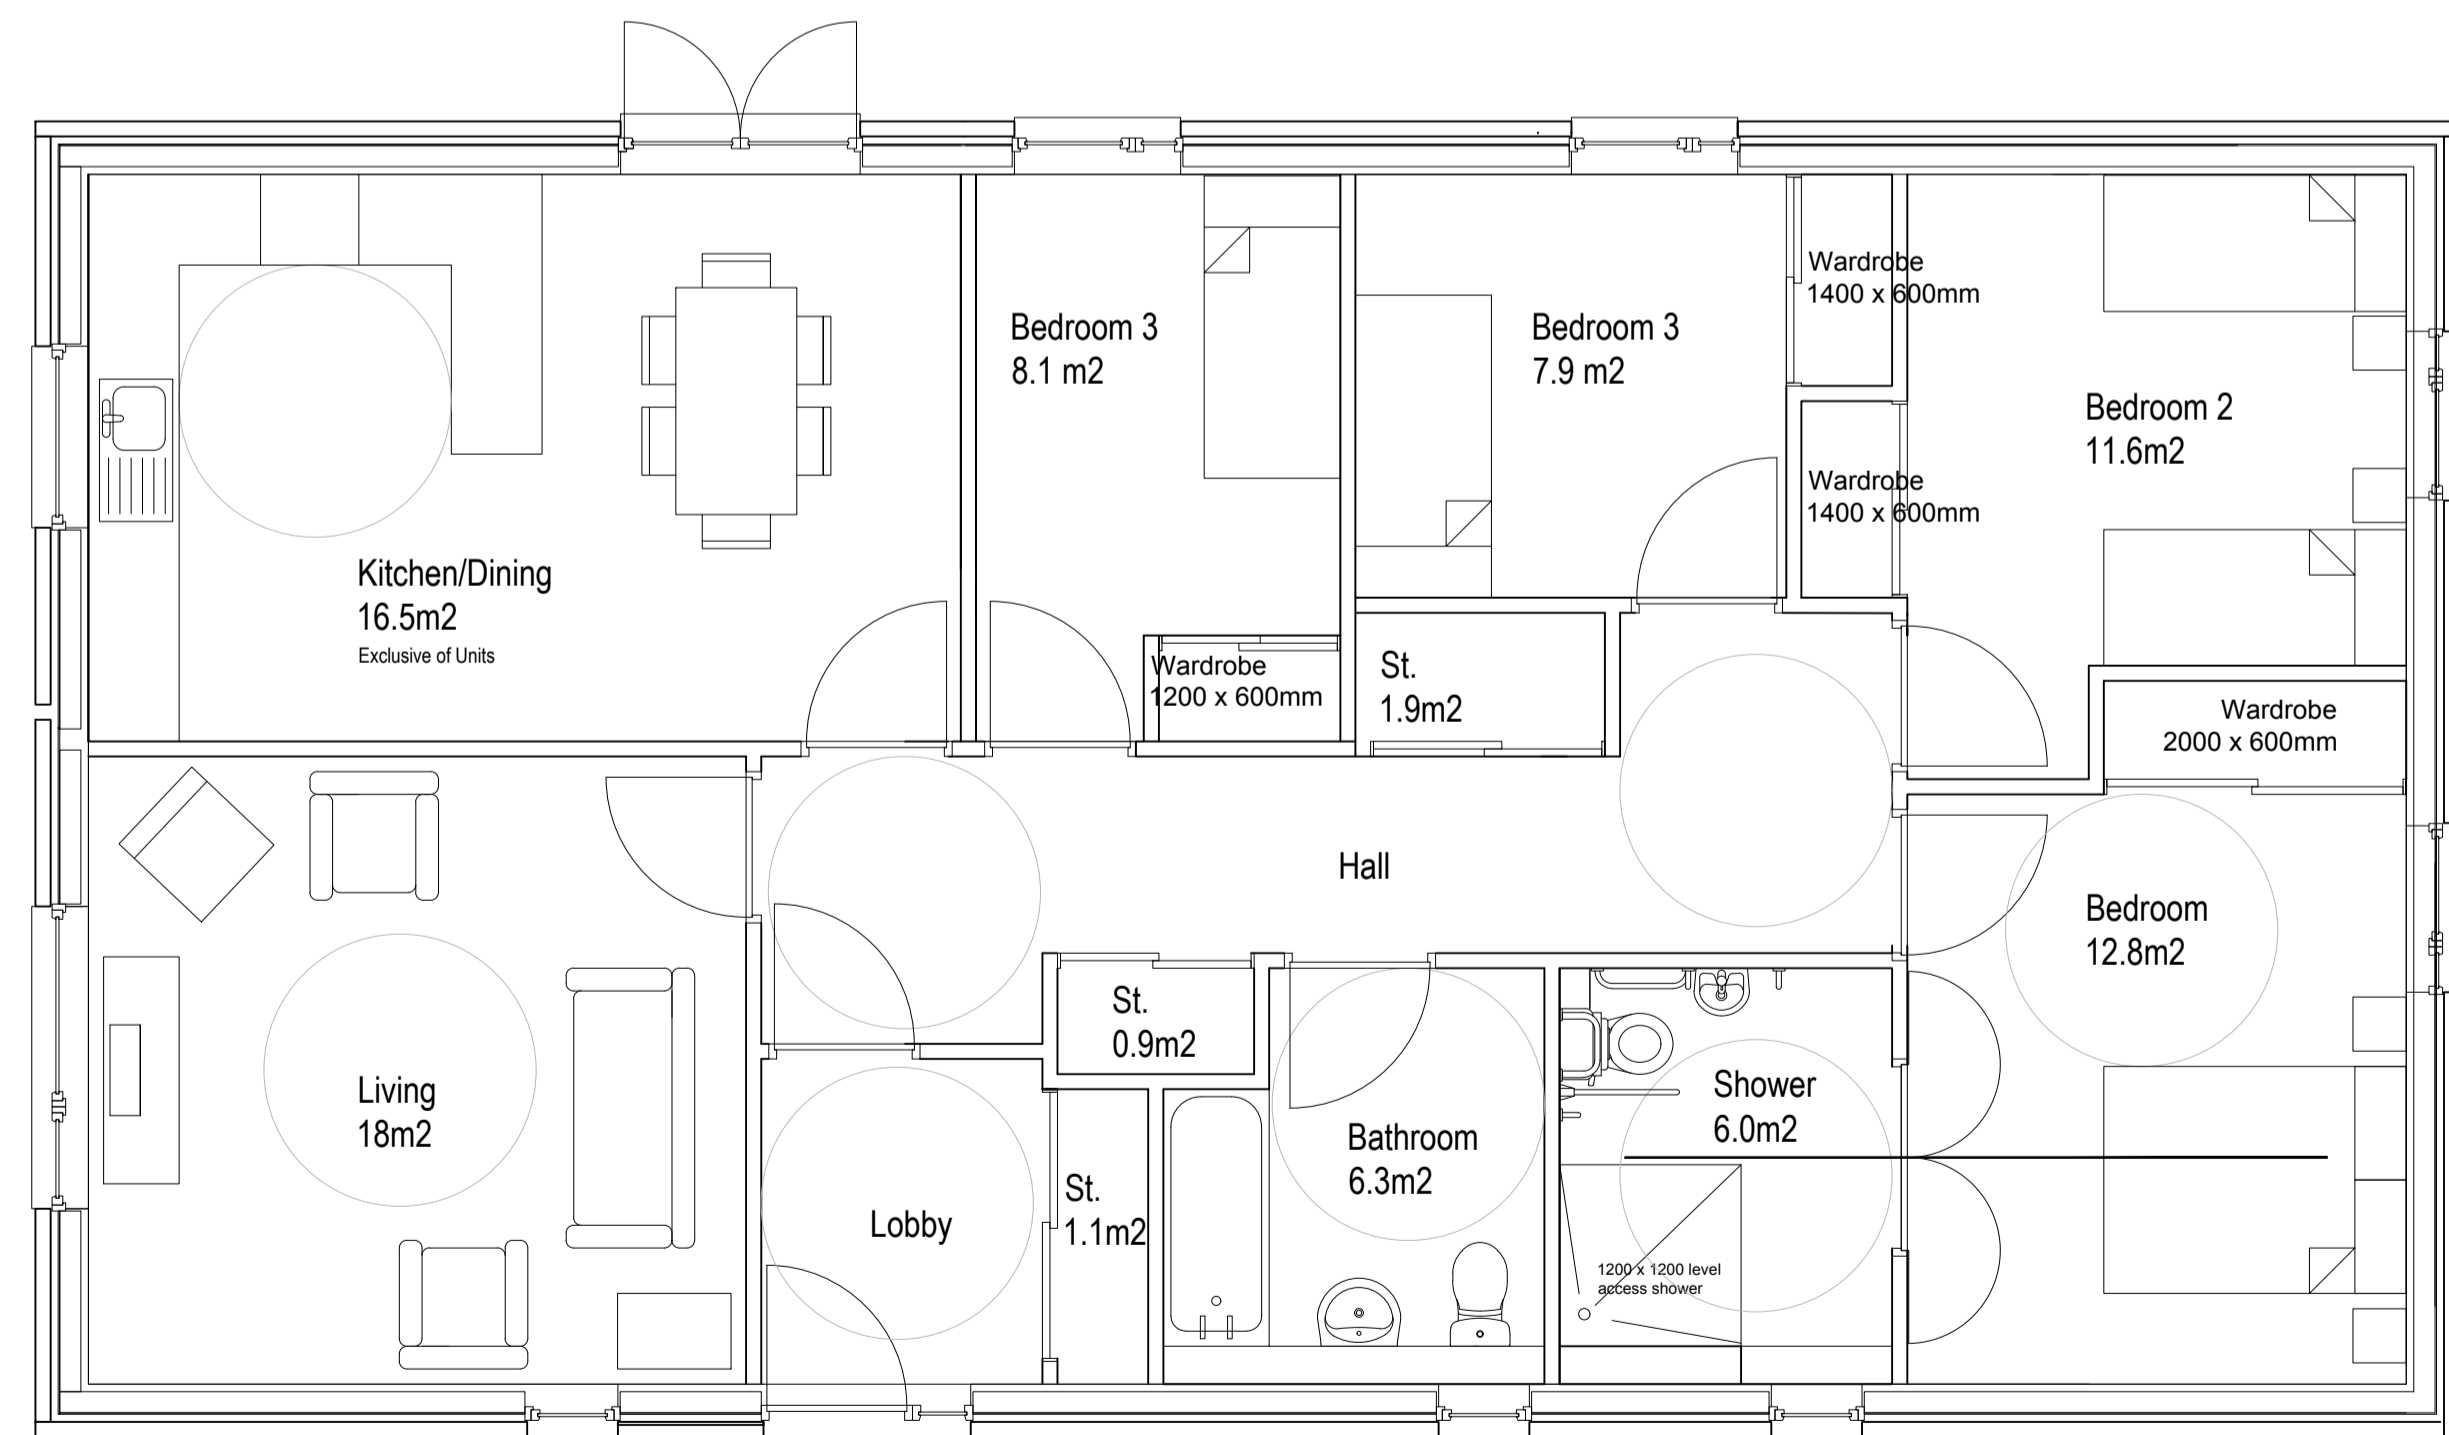 Wardrobe
1400 x 600mm
Bedroom 3
8.1 m2
Bedroom 3
7.9 m2
Bedroom 2
11.6m2
Wardrobe
1400 x 600mm
Kitchen/Dining
16.5m2
Exclusive of Units
Wardrobe
1200 x 600mm
St.
1.9m2
Wardrobe
2000 x 600mm
Hall
Bedroom
12.8m2
St.
0.9m2
Living
18m2
Shower
6.0m2
Bathroom
6.3m2
St.
1.1m2
Lobby
1200 x 1200 level
access shower